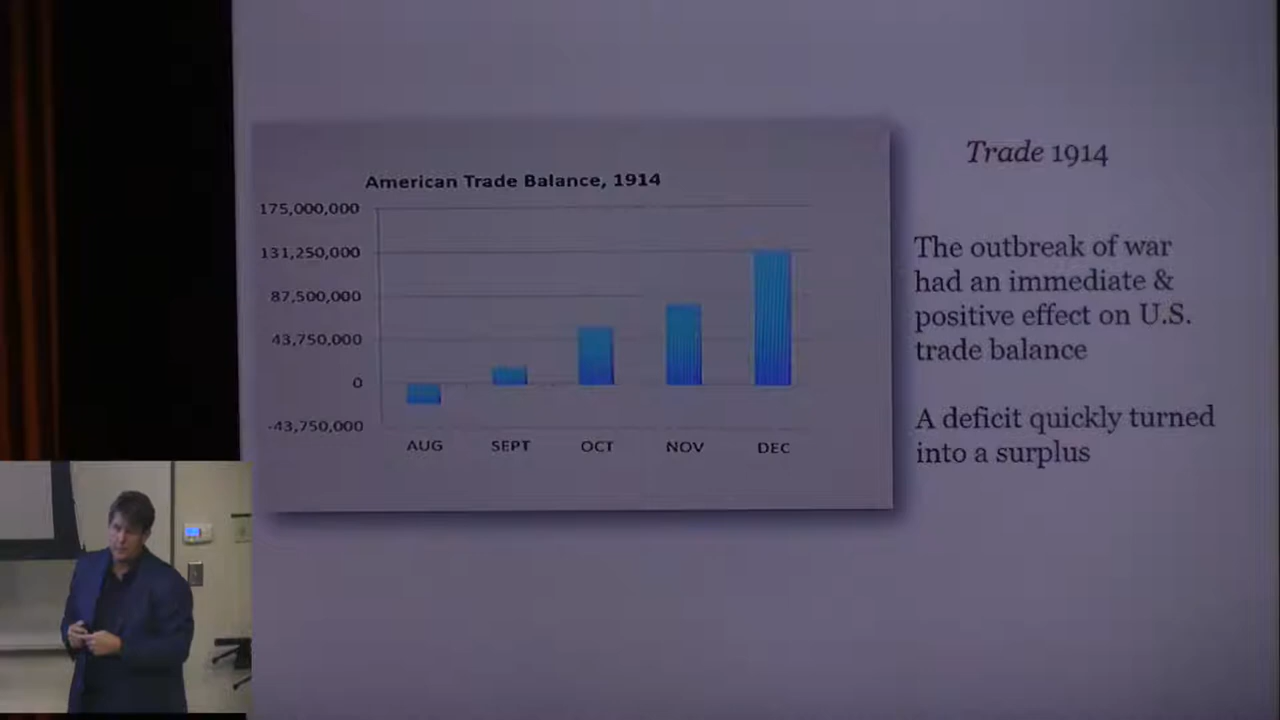 American Trade Balance, 1914
175,000,000
131,250,000
87,500,000
43,750,000
0
-43,750,000
AUG SEPT OCT NOV DEC
Trade 1914
The outbreak of war
had an immediate &
positive effect on U.S.
trade balance
A deficit quickly turned
into a surplus